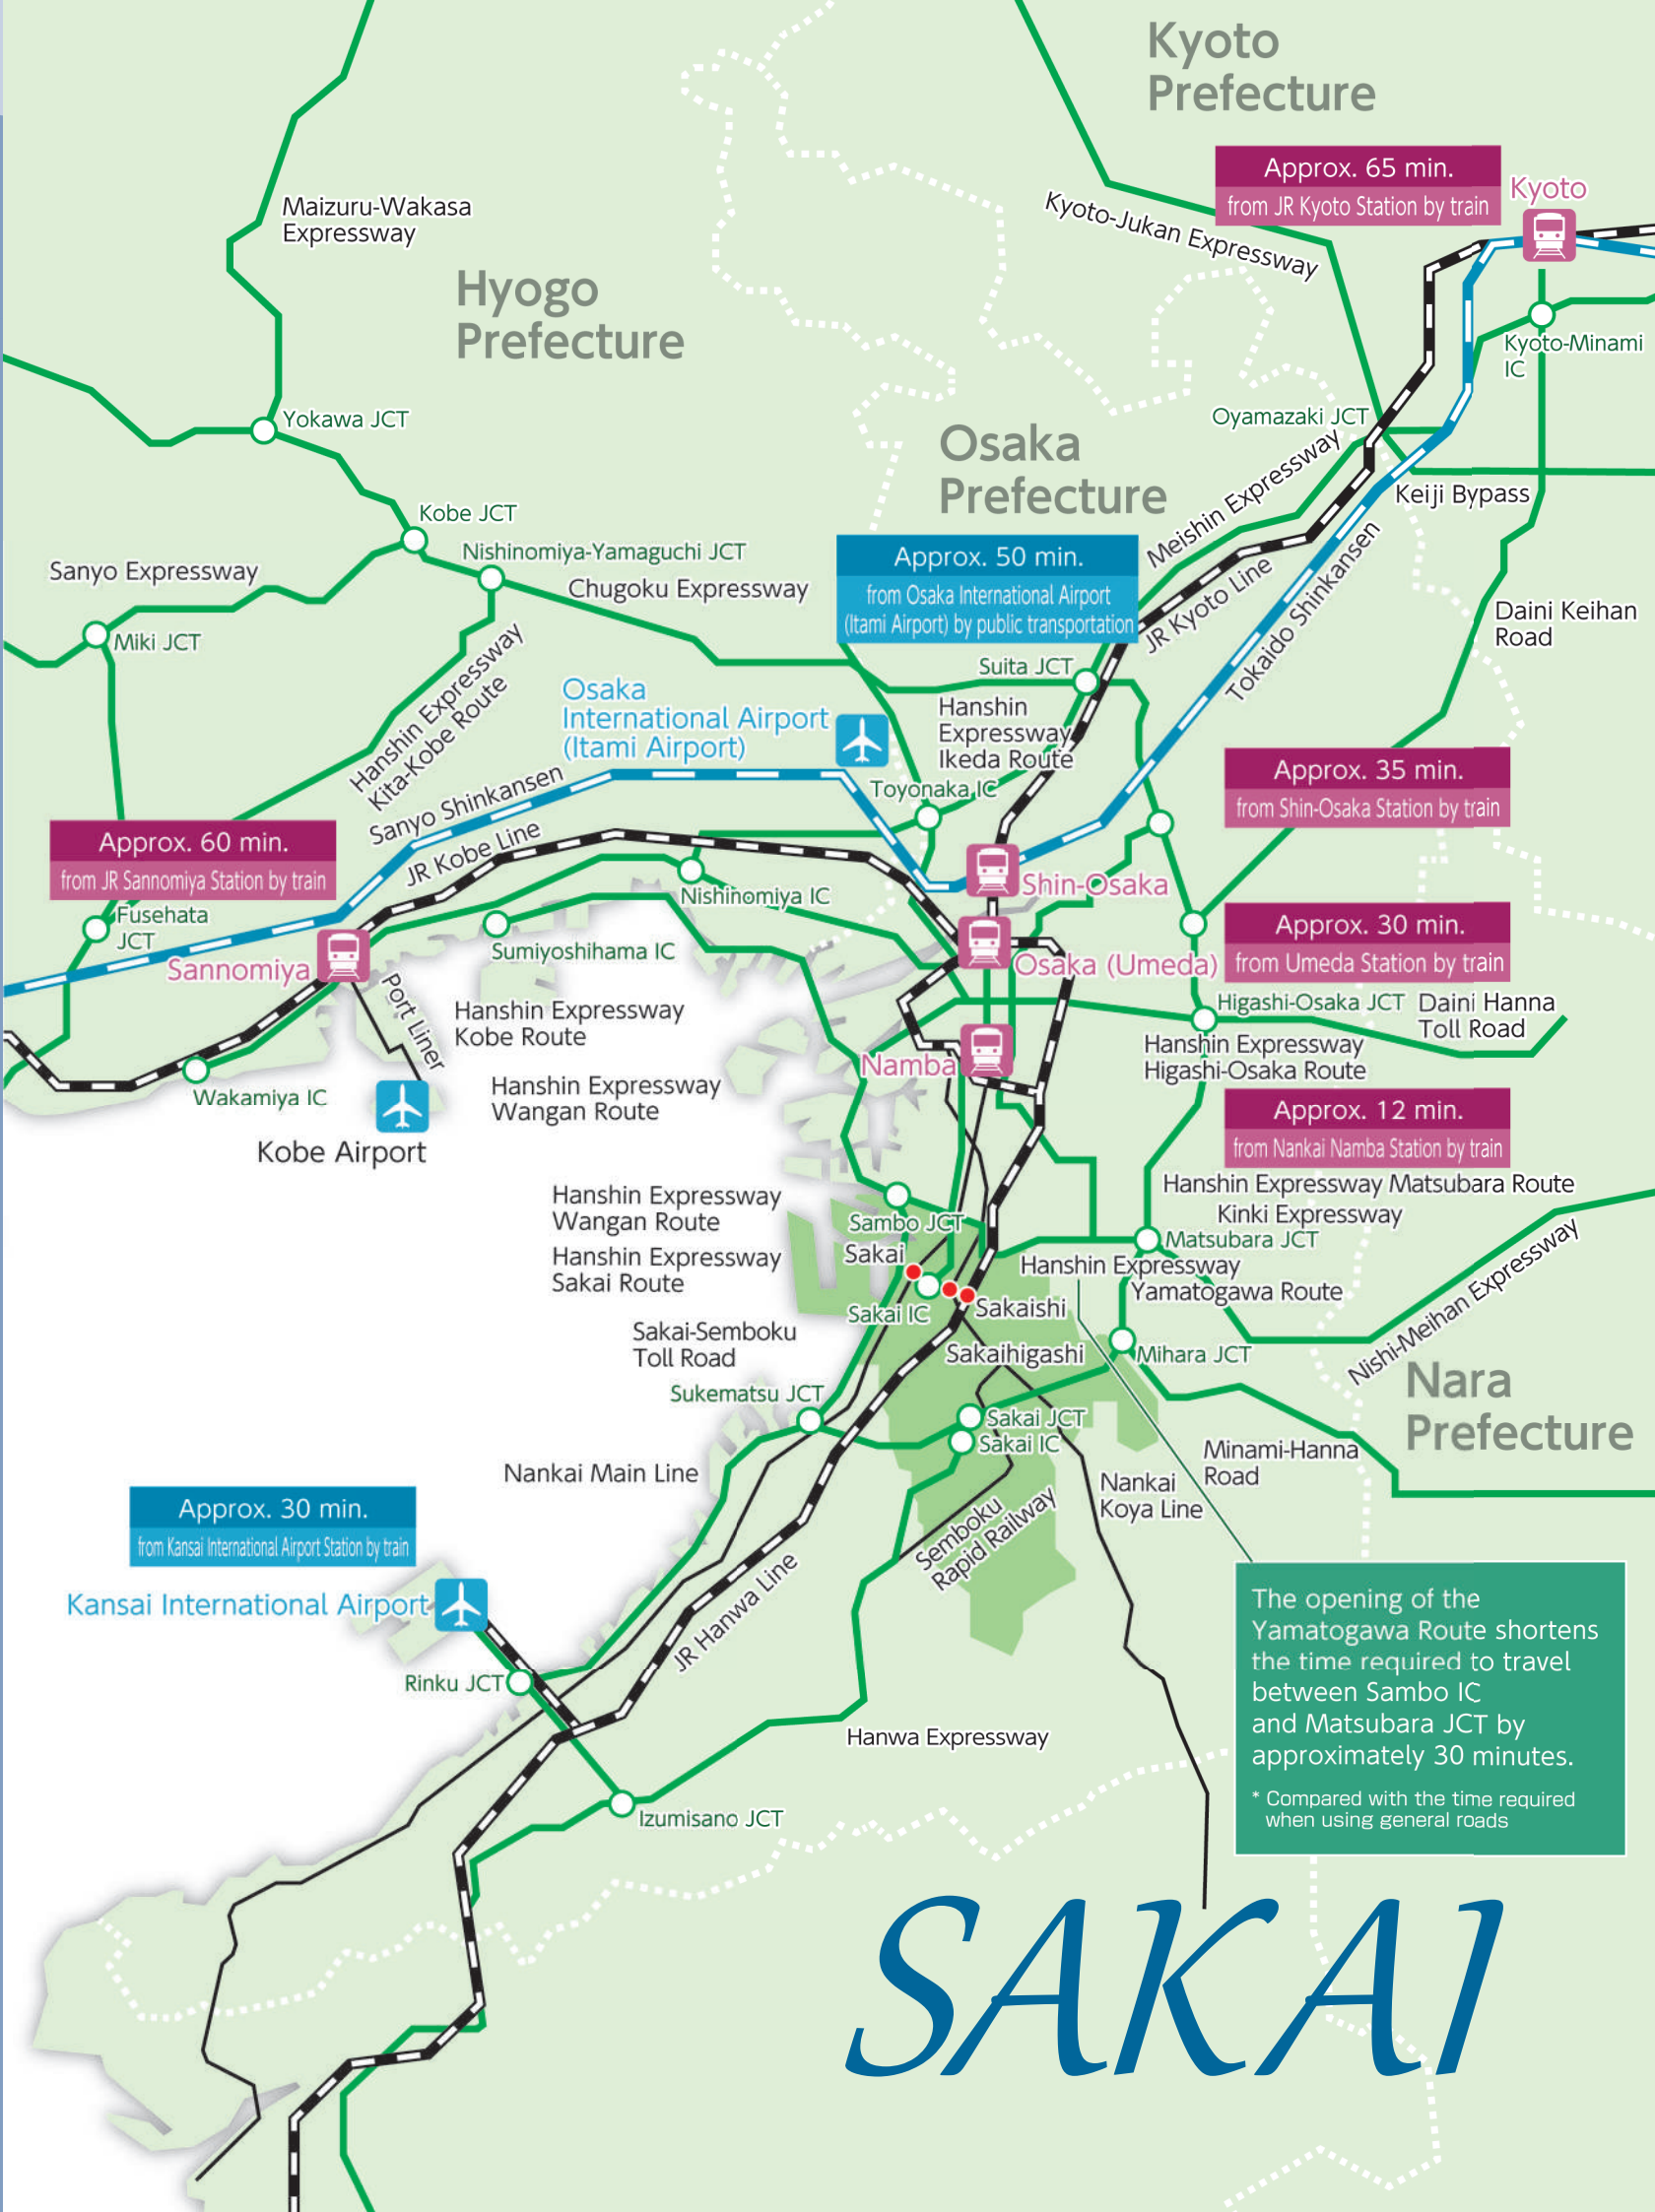 Kyoto
Prefecture
Approx. 65 min.
from JR Kyoto Station by train
Kyoto
Maizuru-Wakasa
Expressway
Kyoto-Jukan Expressway
Hyogo
Prefecture
Kyoto-Minami
IC
Yokawa JCT
Oyamazaki JCT
Osaka
Prefecture
Meishin Expressway
Keiji Bypass
Kobe JCT
Nishinomiya-Yamaguchi JCT
Sanyo Expressway
Chugoku Expressway
Approx. 50 min.
from Osaka International Airport
(Itami Airport) by public transportation
JR Kyoto Line
Tokaido Shinkansen
Daini Keihan
Road
Miki JCT
Hanshin Expressway
Kita-Kobe Route
Suita JCT
Osaka
International Airport
(Itami Airport)
Hanshin
Expressway
Ikeda Route
Sanyo Shinkansen
Toyonaka IC
Approx. 35 min.
from Shin-Osaka Station by train
Approx. 60 min.
from JR Sannomiya Station by train
JR Kobe Line
Nishinomiya IC
Shin-Osaka
Fusehata
JCT
Sumiyoshihama IC
Approx. 30 min.
from Umeda Station by train
Sannomiya
Osaka (Umeda)
Port Liner
Hanshin Expressway
Kobe Route
Higashi-Osaka JCT
Daini Hanna
Toll Road
Hanshin Expressway
Higashi-Osaka Route
Namba
Wakamiya IC
Hanshin Expressway
Wangan Route
Approx. 12 min.
from Nankai Namba Station by train
Kobe Airport
Hanshin Expressway
Wangan Route
Hanshin Expressway Matsubara Route
Kinki Expressway
Sambo JCT
Matsubara JCT
Hanshin Expressway
Sakai Route
Sakai
Hanshin Expressway
Yamatogawa Route
Sakai IC
Sakaishi
Nishi-Meihan Expressway
Sakai-Semboku
Toll Road
Sakaihigashi
Mihara JCT
Nara
Prefecture
Sukematsu JCT
Sakai JCT
Sakai IC
Minami-Hanna
Road
Nankai Main Line
Nankai
Koya Line
Approx. 30 min.
from Kansai International Airport Station by train
Semboku
Rapid Railway
Kansai International Airport
JR Hanwa Line
The opening of the
Yamatogawa Route shortens
the time required to travel
between Sambo IC
and Matsubara JCT by
approximately 30 minutes.
* Compared with the time required
when using general roads
Rinku JCT
Hanwa Expressway
Izumisano JCT
SAKAI